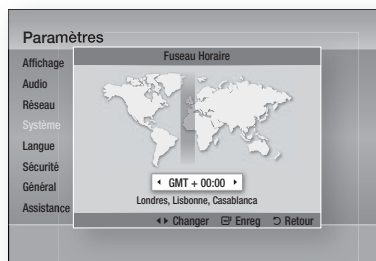 Paramètres
Affichage
Audio
Réseau
Système
Langue
Sécurité
Général
Assistance
Fuseau Horaire
GMT + 00:00
Londres, Lisbonne, Casablanca
Changer Enreg Retour